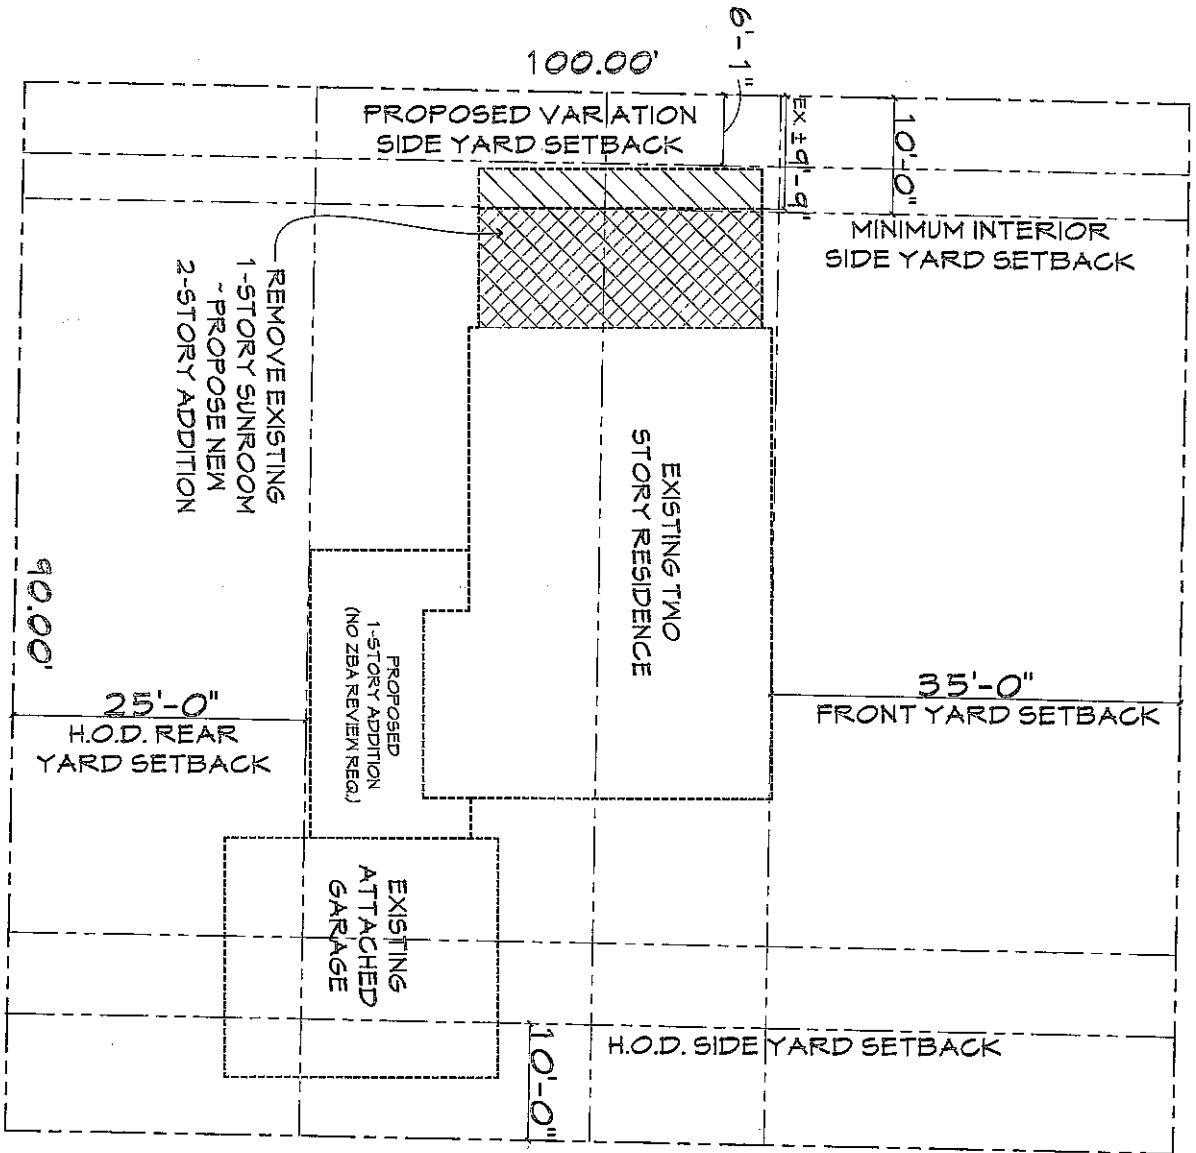 6'-1"
100.00'
PROPOSED VARIATION
SIDE YARD SETBACK
EX ± 9'-9"
10'-0"
MINIMUM INTERIOR
SIDE YARD SETBACK
REMOVE EXISTING
1-STORY SUNROOM
~ PROPOSE NEW
2-STORY ADDITION
EXISTING TWO
STORY RESIDENCE
90.00'
25'-0"
H.O.D. REAR
YARD SETBACK
PROPOSED
1-STORY ADDITION
(NO ZBA REVIEW REQ.)
35'-0"
FRONT YARD SETBACK
EXISTING
ATTACHED
GARAGE
10'-0"
H.O.D. SIDE YARD SETBACK